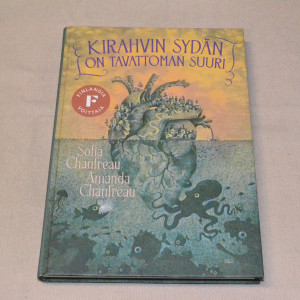 KIRAHVIN SYDÄN
ON TAVATTOMAN SUURI
FINLANDIA
F
VOITTAJA
Sofia
Chanfreau
Amanda
Chanfreau